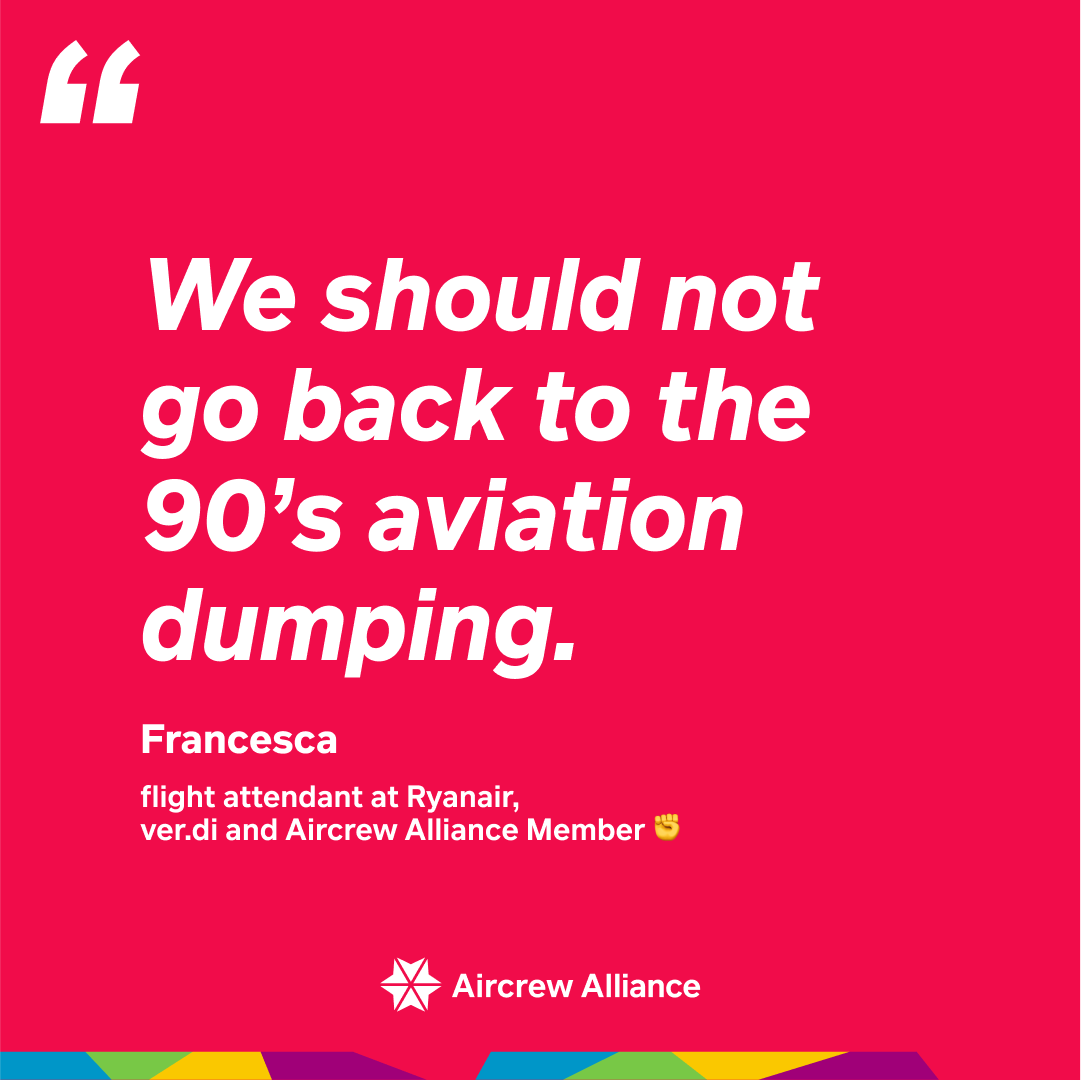 “
We should not
go back to the
90’s aviation
dumping.
Francesca
flight attendant at Ryanair,
ver.di and Aircrew Alliance Member ✊
Aircrew Alliance